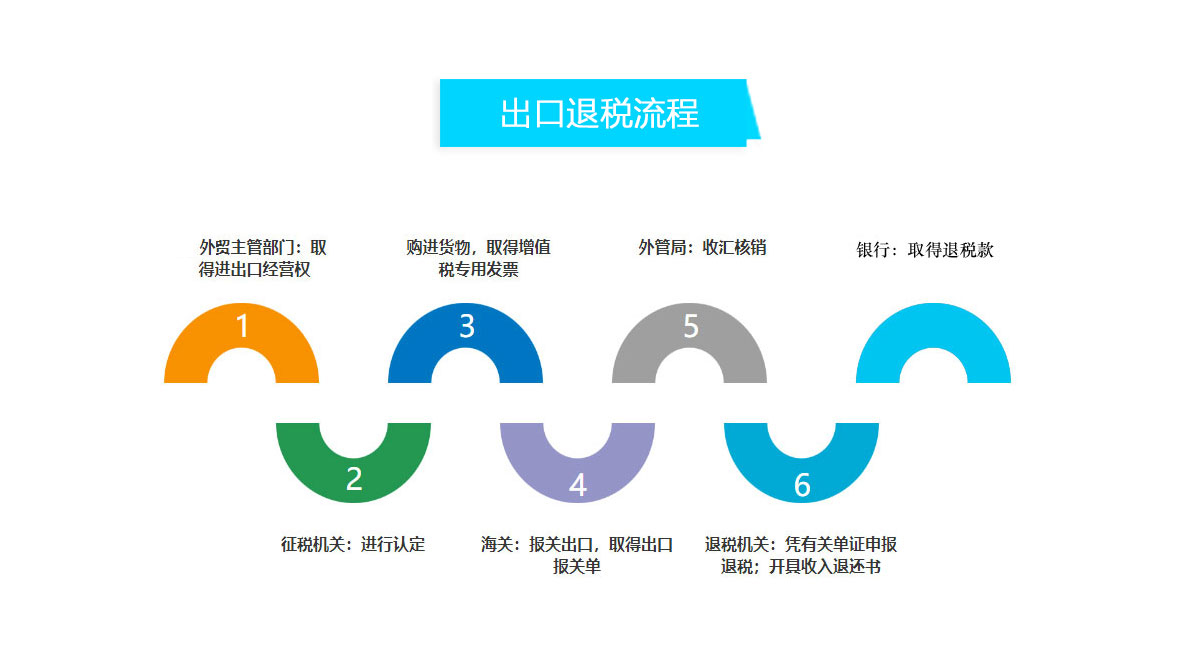 出口退税流程
外贸主管部门：取
得进出口经营权
购进货物，取得增值
税专用发票
外管局：收汇核销
银行：取得退税款
1
3
5
2
4
6
征税机关：进行认定
海关：报关出口，取得出口
报关单
退税机关：凭有关单证申报
退税；开具收入退还书